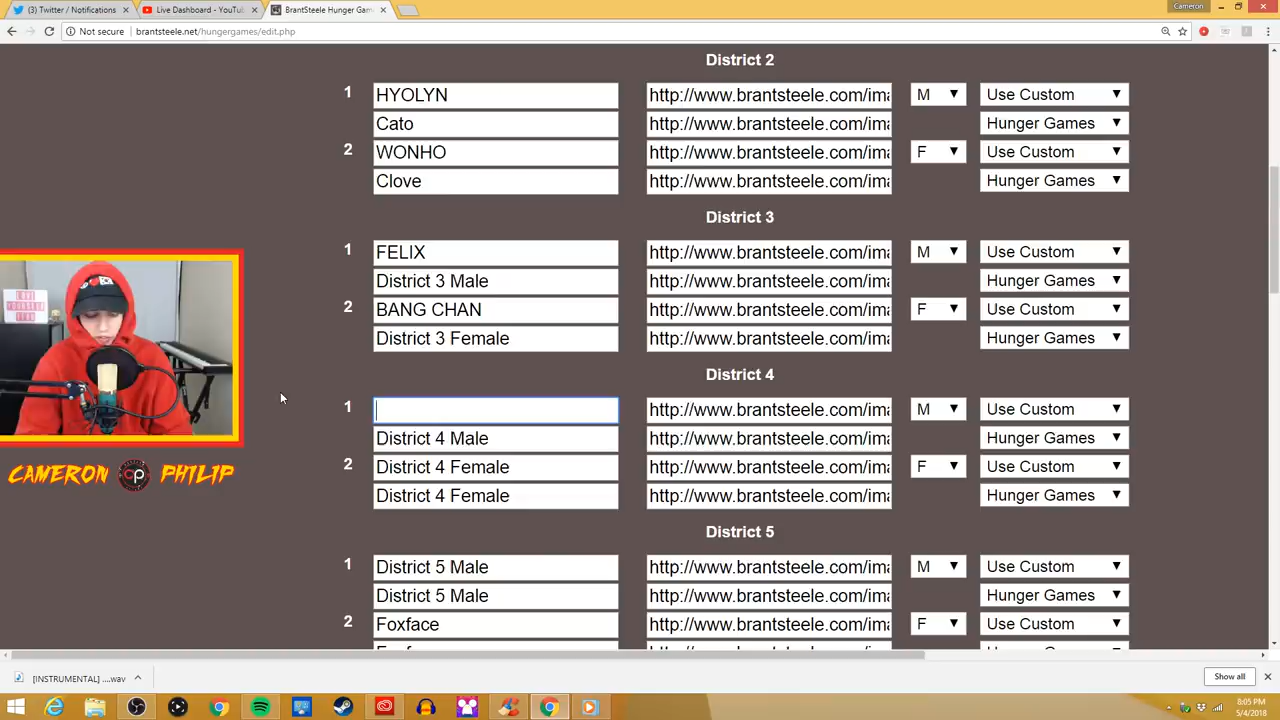 (3) Twitter / Notifications
Live Dashboard - YouTu
BrantSteele Hunger Gam
Cameron
Not secure | brantsteele.net/hungergames/edit.php
District 2
1 HYOLYN http://www.brantsteele.com/ima M Use Custom
Cato http://www.brantsteele.com/ima Hunger Games
2 WONHO http://www.brantsteele.com/ima F Use Custom
Clove http://www.brantsteele.com/ima Hunger Games
District 3
1 FELIX http://www.brantsteele.com/ima M Use Custom
District 3 Male http://www.brantsteele.com/ima Hunger Games
2 BANG CHAN http://www.brantsteele.com/ima F Use Custom
District 3 Female http://www.brantsteele.com/ima Hunger Games
District 4
1 http://www.brantsteele.com/ima M Use Custom
District 4 Male http://www.brantsteele.com/ima Hunger Games
2 District 4 Female http://www.brantsteele.com/ima F Use Custom
District 4 Female http://www.brantsteele.com/ima Hunger Games
CAMERON cp PHILIP
District 5
1 District 5 Male http://www.brantsteele.com/ima M Use Custom
District 5 Male http://www.brantsteele.com/ima Hunger Games
2 Foxface http://www.brantsteele.com/ima F Use Custom
[INSTRUMENTAL] ....wav
Show all
8:05 PM
5/4/2018